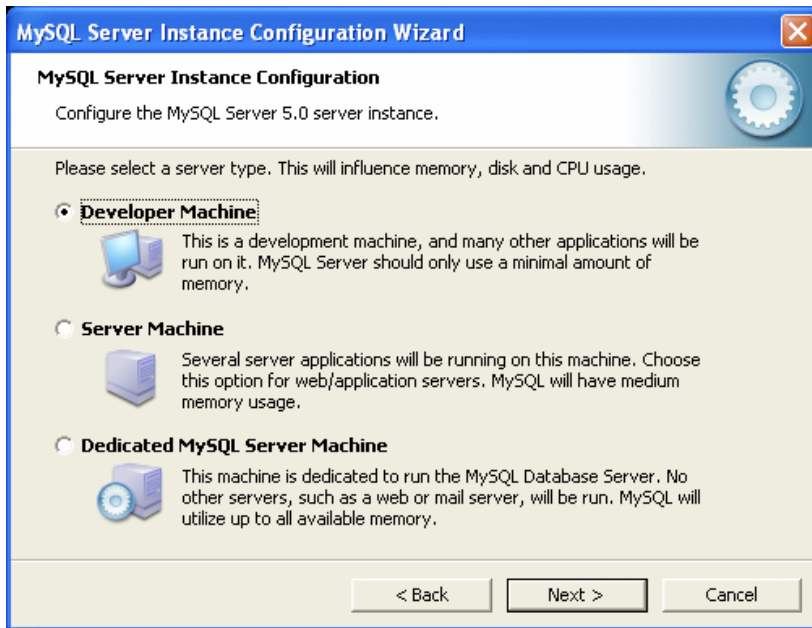 MySQL Server Instance Configuration Wizard
MySQL Server Instance Configuration
Configure the MySQL Server 5.0 server instance.
Please select a server type. This will influence memory, disk and CPU usage.
Developer Machine
This is a development machine, and many other applications will be
run on it. MySQL Server should only use a minimal amount of
memory.
Server Machine
Several server applications will be running on this machine. Choose
this option for web/application servers. MySQL will have medium
memory usage.
Dedicated MySQL Server Machine
This machine is dedicated to run the MySQL Database Server. No
other servers, such as a web or mail server, will be run. MySQL will
utilize up to all available memory.
< Back Next > Cancel